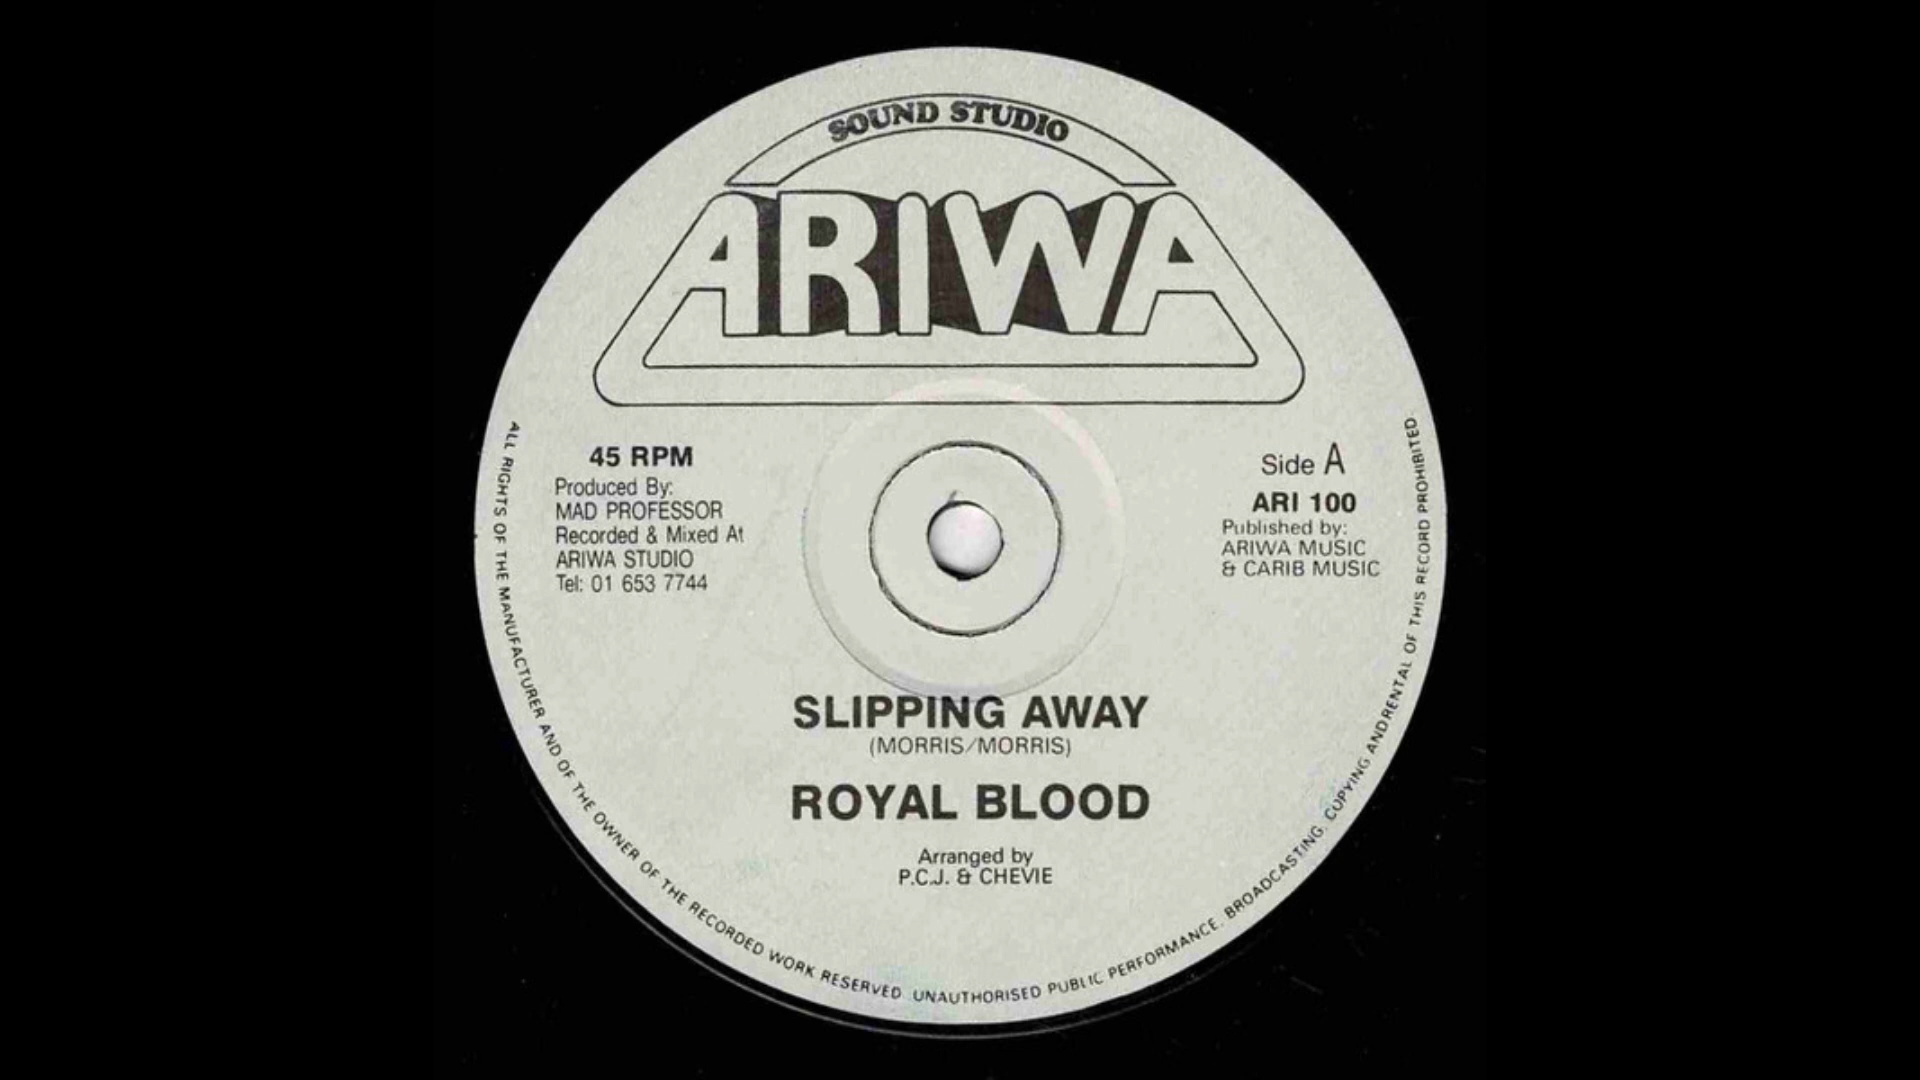 SOUND STUDIO
ARIWA
45 RPM
Produced By:
MAD PROFESSOR
Recorded & Mixed At
ARIWA STUDIO
Tel: 01 653 7744
Side A
ARI 100
Published by:
ARIWA MUSIC
& CARIB MUSIC
SLIPPING AWAY
(MORRIS/MORRIS)
ROYAL BLOOD
Arranged by
P.C.J. & CHEVIE
ALL RIGHTS OF THE MANUFACTURER AND OF THE OWNER OF THE RECORDED WORK RESERVED. UNAUTHORISED PUBLIC PERFORMANCE. BROADCASTING. COPYING ANDRENTAL OF THIS RECORD PROHIBITED.